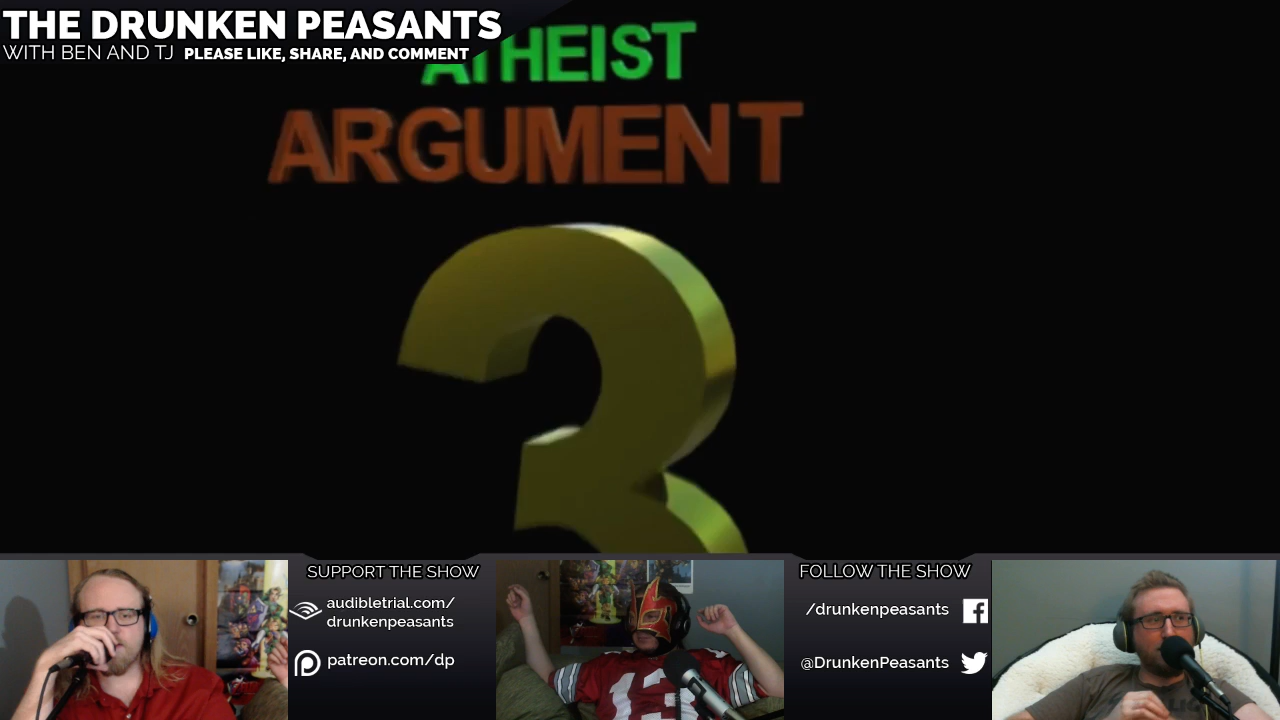 THE DRUNKEN PEASANTS
WITH BEN AND TJ PLEASE LIKE, SHARE, AND COMMENT
ATHEIST
ARGUMENT
3
SUPPORT THE SHOW
audibletrial.com/
drunkenpeasants
patreon.com/dp
FOLLOW THE SHOW
/drunkenpeasants
@DrunkenPeasants
13